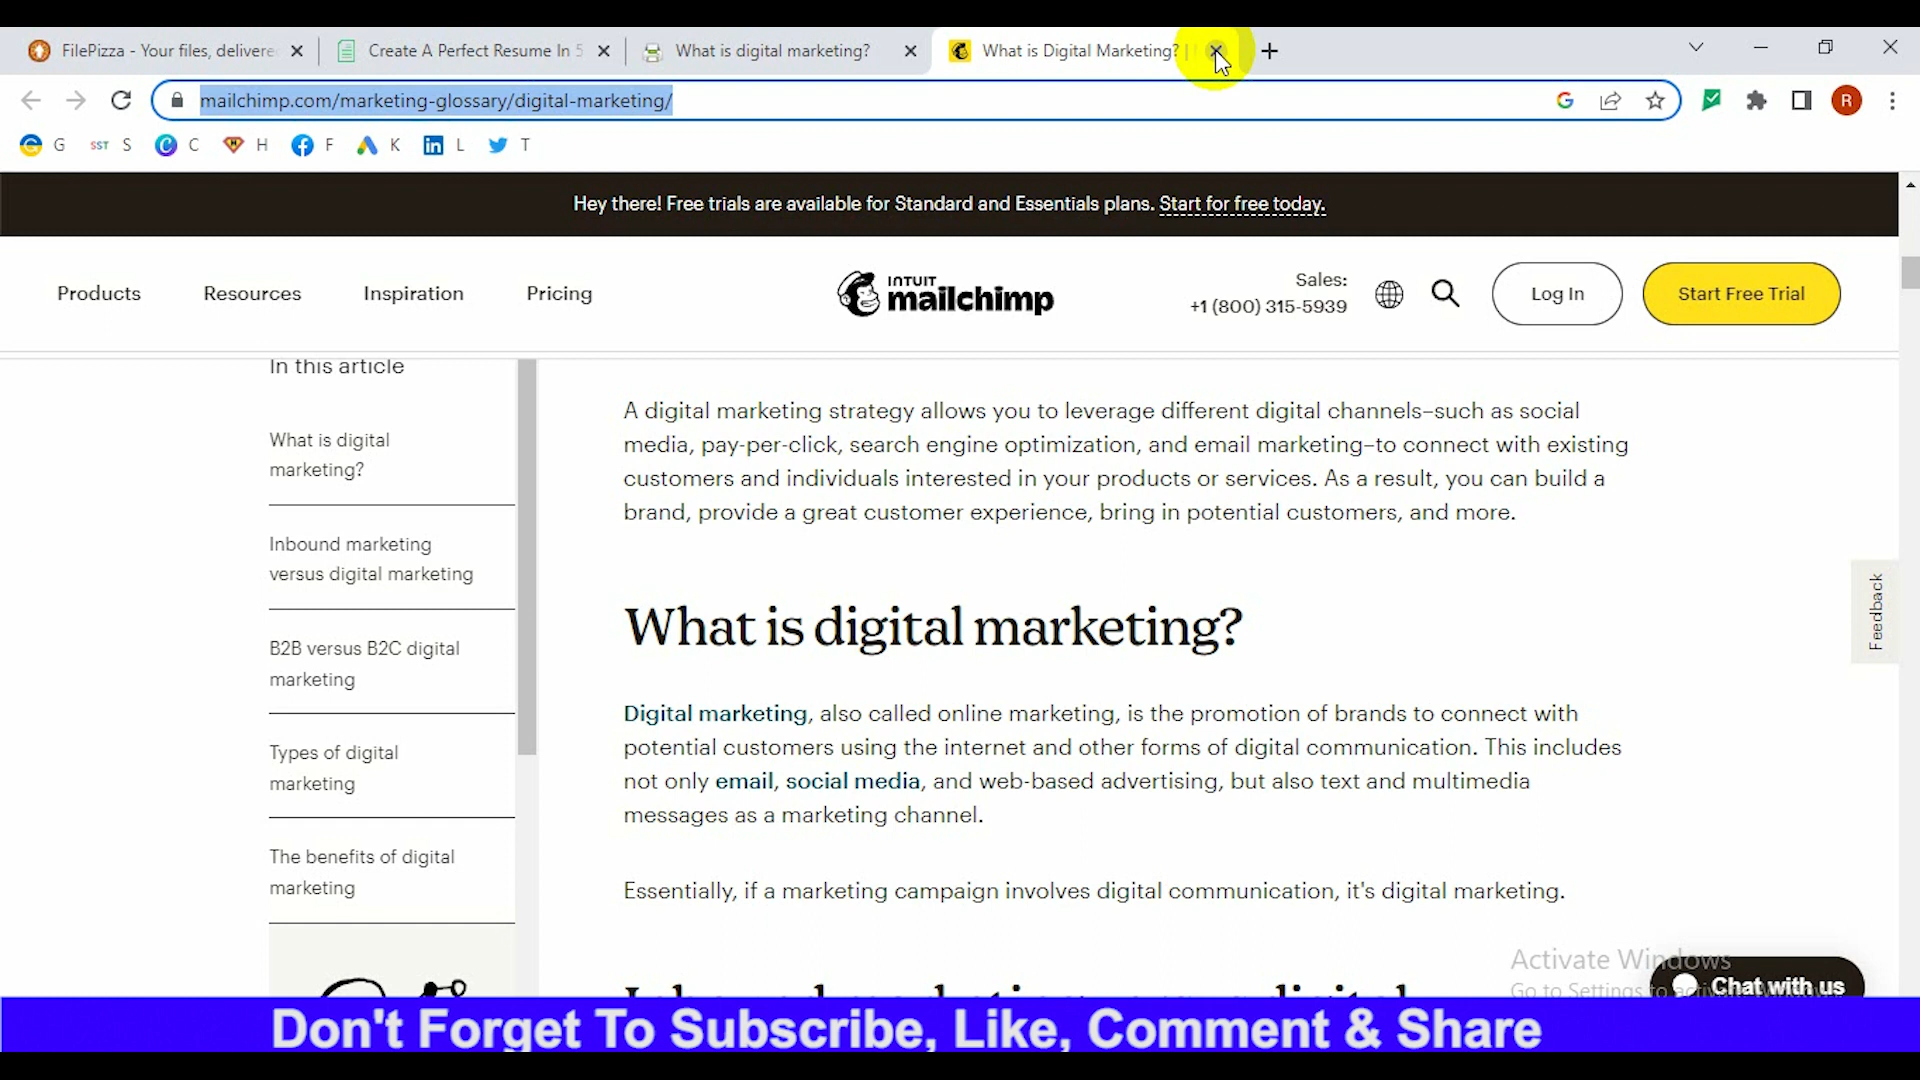 FilePizza - Your files, delivere
Create A Perfect Resume In 5
What is digital marketing?
What is Digital Marketing? |
mailchimp.com/marketing-glossary/digital-marketing/
R
G
SST S
C
H
F
K
L
T
Hey there! Free trials are available for Standard and Essentials plans. Start for free today.
Products
Resources
Inspiration
Pricing
INTUIT
mailchimp
Sales:
+1 (800) 315-5939
Log In
Start Free Trial
In this article
What is digital
marketing?
Inbound marketing
versus digital marketing
B2B versus B2C digital
marketing
Types of digital
marketing
The benefits of digital
marketing
A digital marketing strategy allows you to leverage different digital channels–such as social
media, pay-per-click, search engine optimization, and email marketing–to connect with existing
customers and individuals interested in your products or services. As a result, you can build a
brand, provide a great customer experience, bring in potential customers, and more.
What is digital marketing?
Digital marketing, also called online marketing, is the promotion of brands to connect with
potential customers using the internet and other forms of digital communication. This includes
not only email, social media, and web-based advertising, but also text and multimedia
messages as a marketing channel.
Essentially, if a marketing campaign involves digital communication, it's digital marketing.
Feedback
Activate Windows
Go to Settings to
Chat with us
Don't Forget To Subscribe, Like, Comment & Share